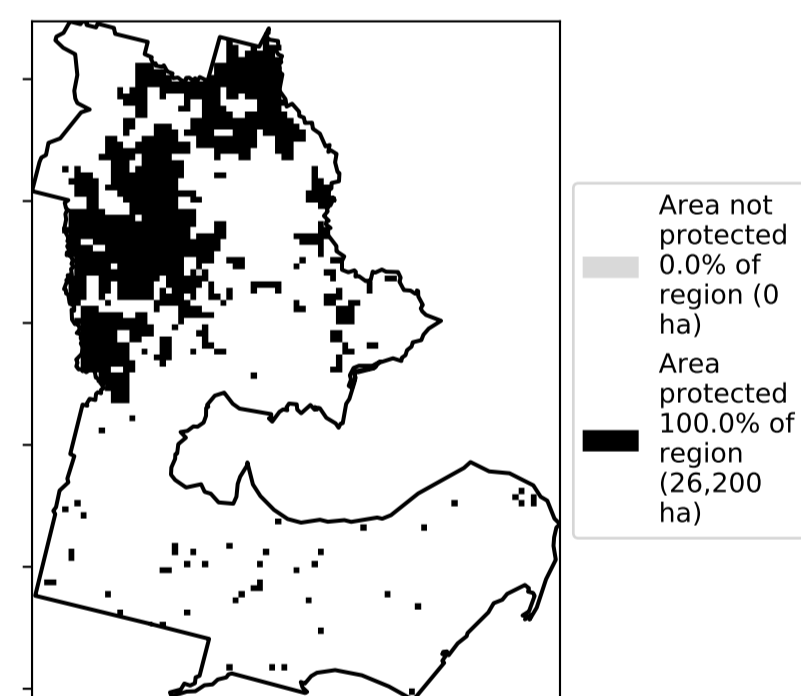 Area not
protected
0.0% of
region (0
ha)
Area
protected
100.0% of
region
(26,200
ha)